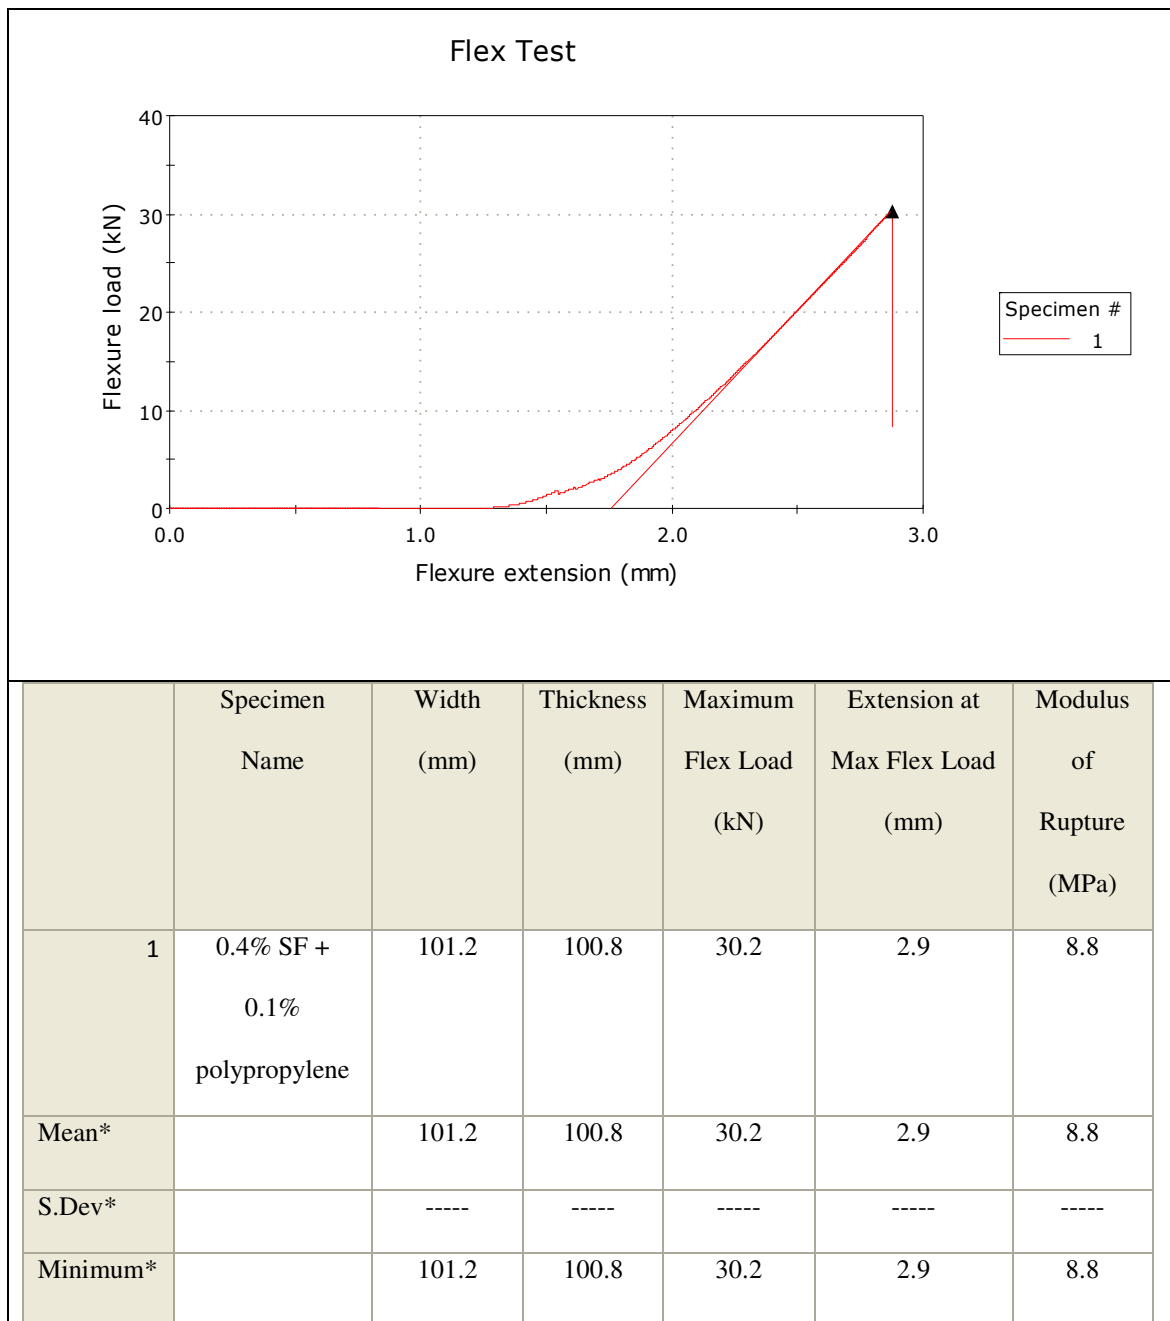 Flex Test
40
30
20
10
0
Flexure load (kN)
0.0 1.0 2.0 3.0
Flexure extension (mm)
Specimen #
1
Specimen Name Width (mm) Thickness (mm) Maximum Flex Load (kN) Extension at Max Flex Load (mm) Modulus of Rupture (MPa)
1 0.4% SF + 0.1% polypropylene 101.2 100.8 30.2 2.9 8.8
Mean* 101.2 100.8 30.2 2.9 8.8
S.Dev* ----- ----- ----- ----- -----
Minimum* 101.2 100.8 30.2 2.9 8.8